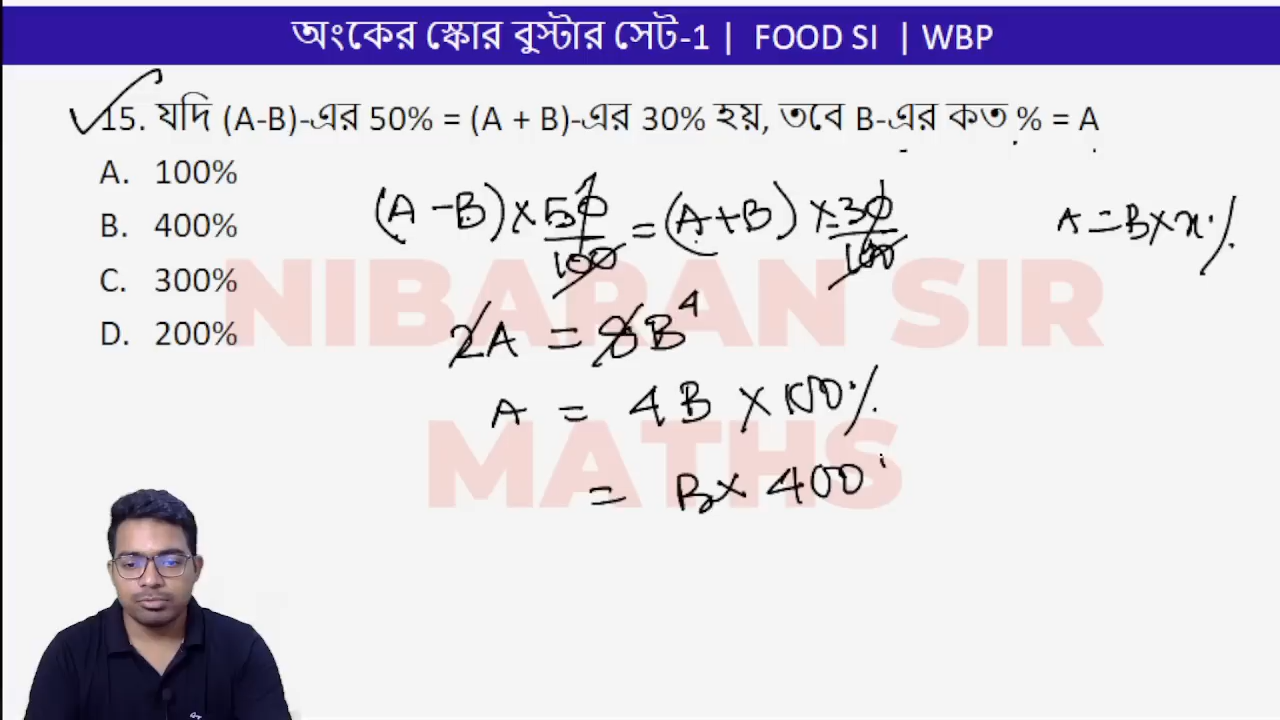 অংকের স্কোর বুস্টার সেট-1 | FOOD SI | WBP
15. যদি (A-B)-এর 50% = (A + B)-এর 30% হয়, তবে B-এর কত % = A
A. 100%
B. 400%
C. 300%
D. 200%
(A - B) × 50/100 = (A + B) × 30/100
A = B × x%
2A = 8B 4
A = 4B × 100%
= B × 400
NIBARAN SIR
MATHS